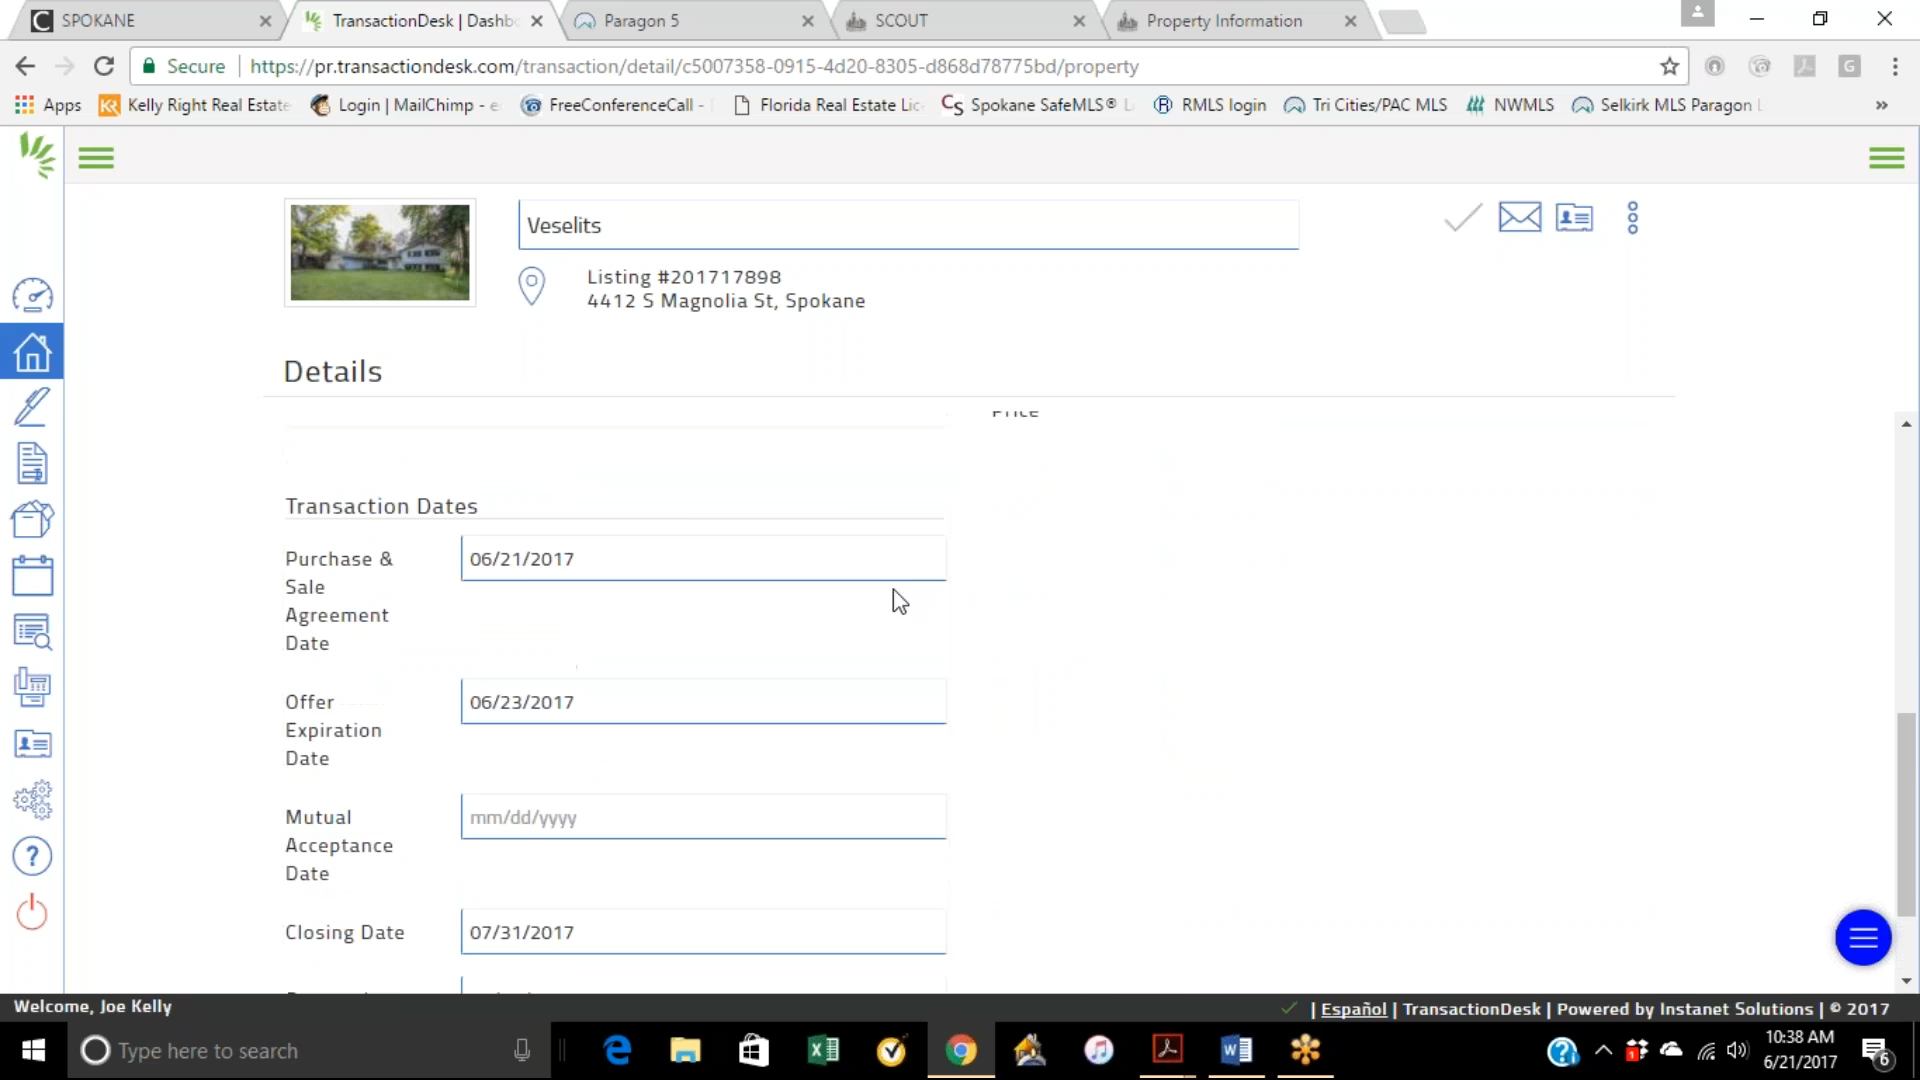 SPOKANE
TransactionDesk | Dashbo
Paragon 5
SCOUT
Property Information
Secure
https://pr.transactiondesk.com/transaction/detail/c5007358-0915-4d20-8305-d868d78775bd/property
G
Apps
Kelly Right Real Estate
Login | MailChimp - e
FreeConferenceCall -
Florida Real Estate Lic
Spokane SafeMLS® L
RMLS login
Tri Cities/PAC MLS
NWMLS
Selkirk MLS Paragon L
»
Veselits
Listing #201717898
4412 S Magnolia St, Spokane
Details
Price
Transaction Dates
Purchase &
Sale
Agreement
Date
06/21/2017
Offer
Expiration
Date
06/23/2017
Mutual
Acceptance
Date
mm/dd/yyyy
Closing Date
07/31/2017
Welcome, Joe Kelly
| Español | TransactionDesk | Powered by Instanet Solutions | © 2017
Type here to search
10:38 AM
6/21/2017
6